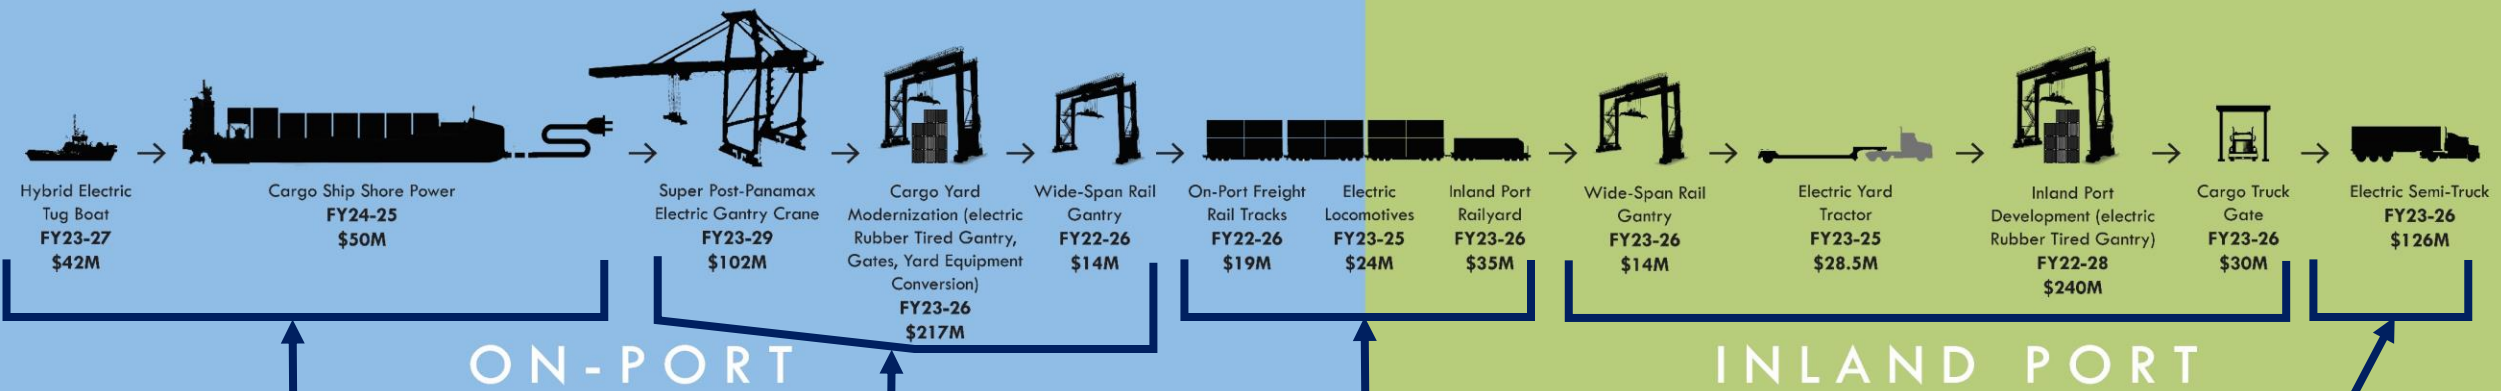 Hybrid Electric
Tug Boat
FY23-27
$42M
Cargo Ship Shore Power
FY24-25
$50M
Super Post-Panamax
Electric Gantry Crane
FY23-29
$102M
Cargo Yard
Modernization (electric
Rubber Tired Gantry,
Gates, Yard Equipment
Conversion)
FY23-26
$217M
Wide-Span Rail
Gantry
FY22-26
$14M
On-Port Freight
Rail Tracks
FY22-26
$19M
Electric
Locomotives
FY23-25
$24M
Inland Port
Railyard
FY23-26
$35M
Wide-Span Rail
Gantry
FY23-26
$14M
Electric Yard
Tractor
FY23-25
$28.5M
Inland Port
Development (electric
Rubber Tired Gantry)
FY22-28
$240M
Cargo Truck
Gate
FY23-26
$30M
Electric Semi-Truck
FY23-26
$126M
ON-PORT
INLAND PORT